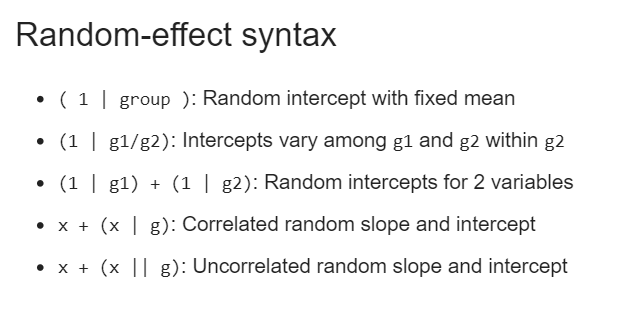 Random-effect syntax
• ( 1 | group ): Random intercept with fixed mean
• (1 | g1/g2): Intercepts vary among g1 and g2 within g2
• (1 | g1) + (1 | g2): Random intercepts for 2 variables
• x + (x | g): Correlated random slope and intercept
• x + (x || g): Uncorrelated random slope and intercept